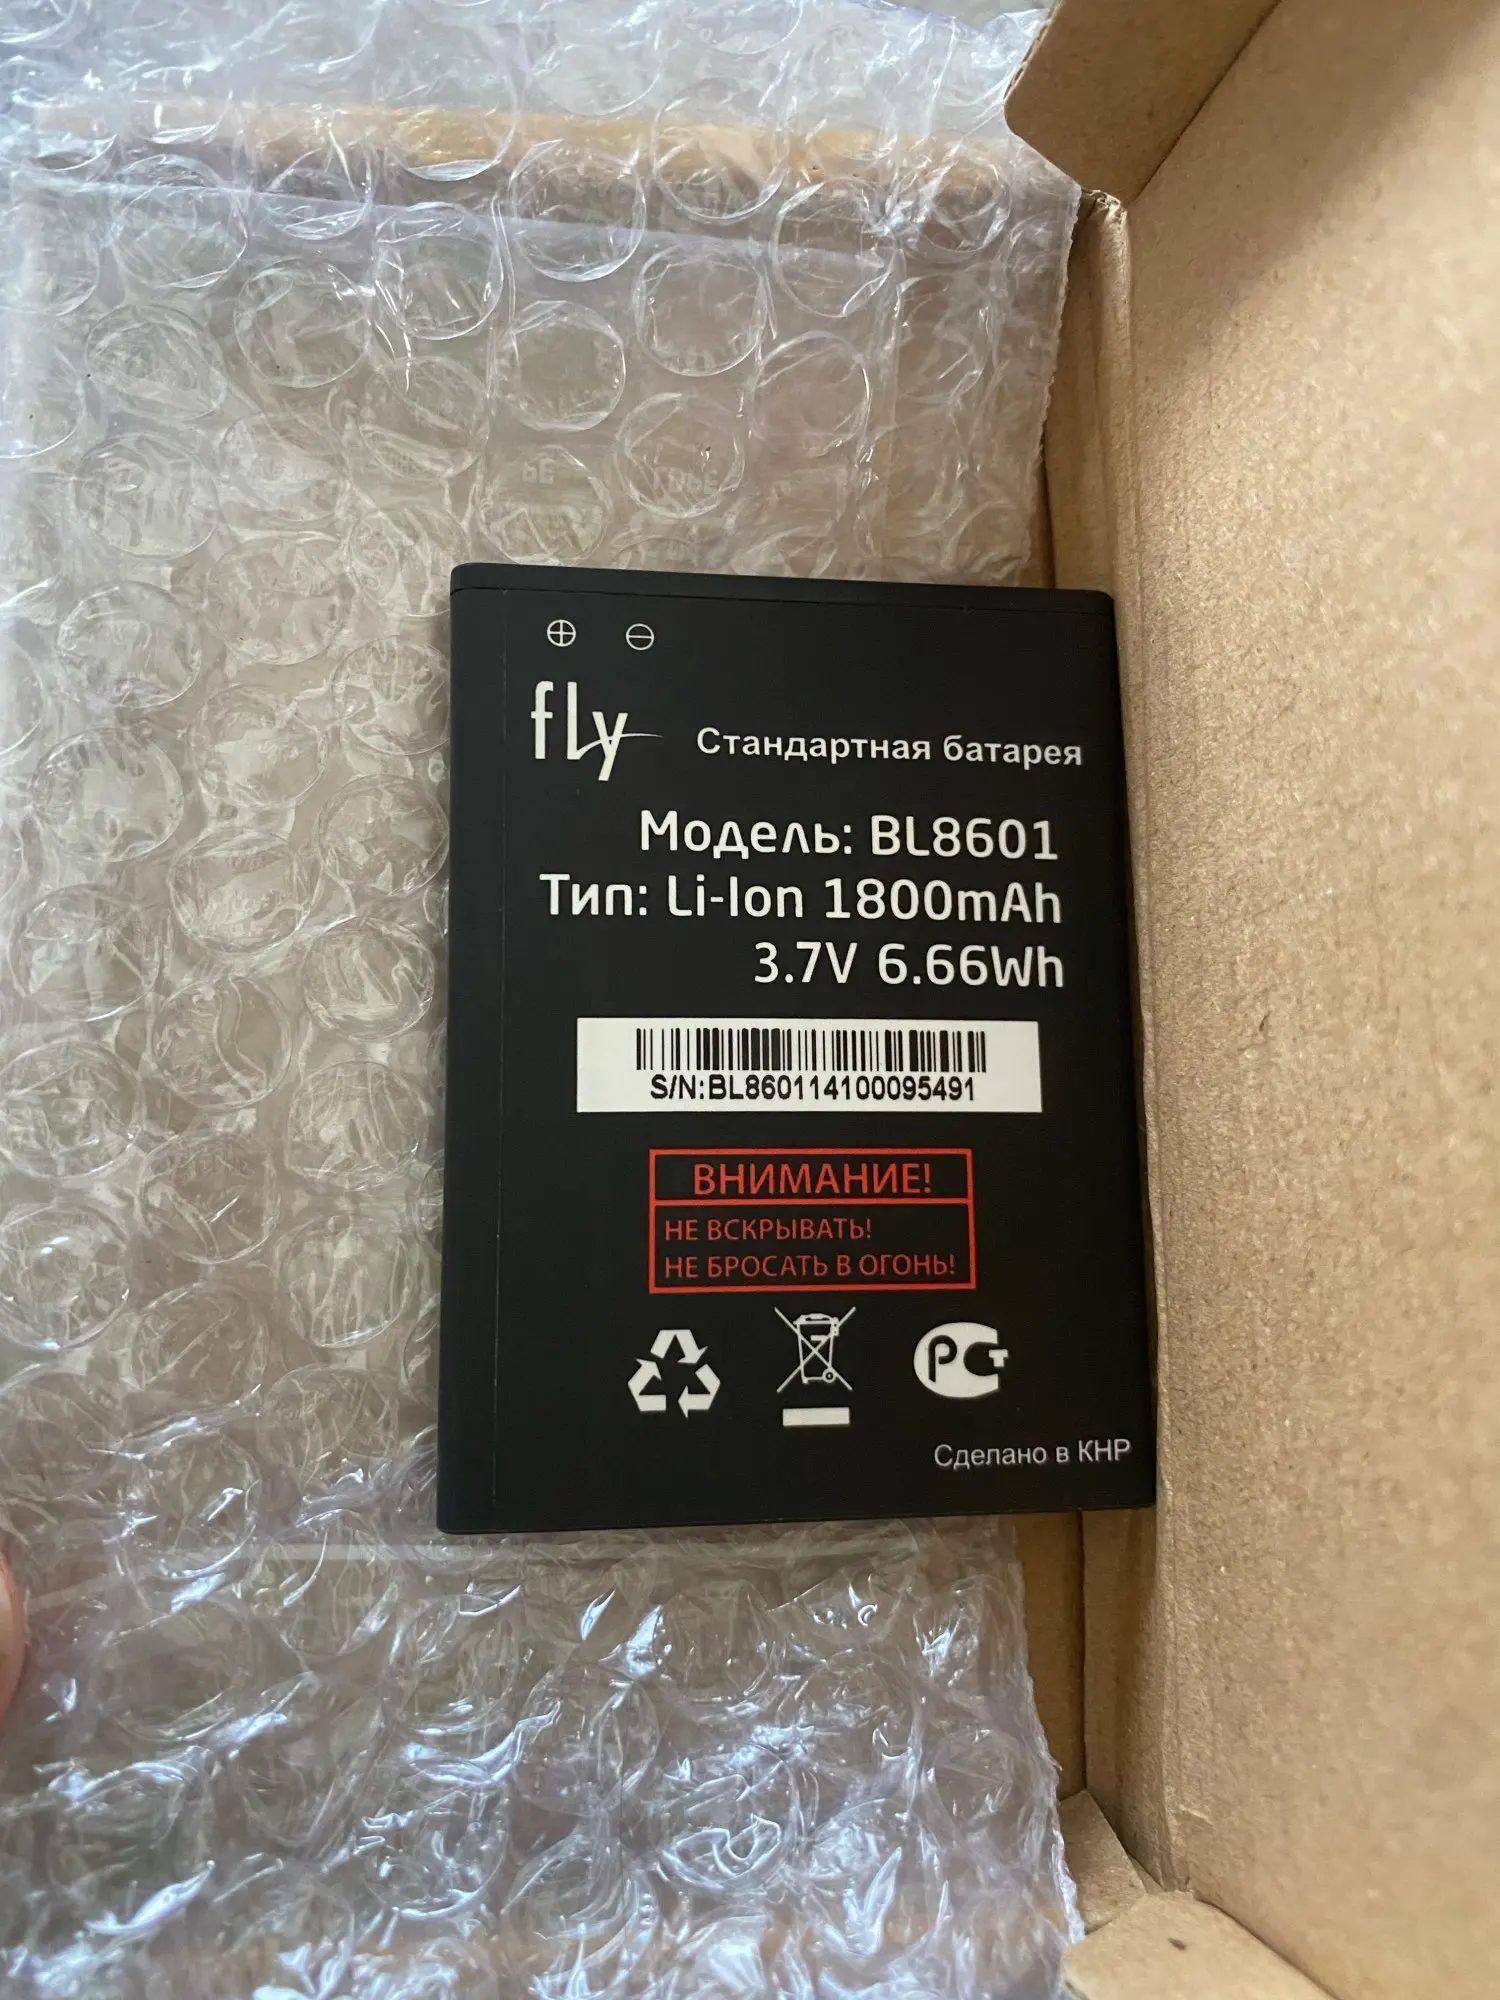 fly
Стандартная батарея
Модель: BL8601
Тип: Li-Ion 1800mAh
3.7V 6.66Wh
S/N:BL860114100095491
ВНИМАНИЕ!
НЕ ВСКРЫВАТЬ!
НЕ БРОСАТЬ В ОГОНЬ!
РСТ
Сделано в КНР